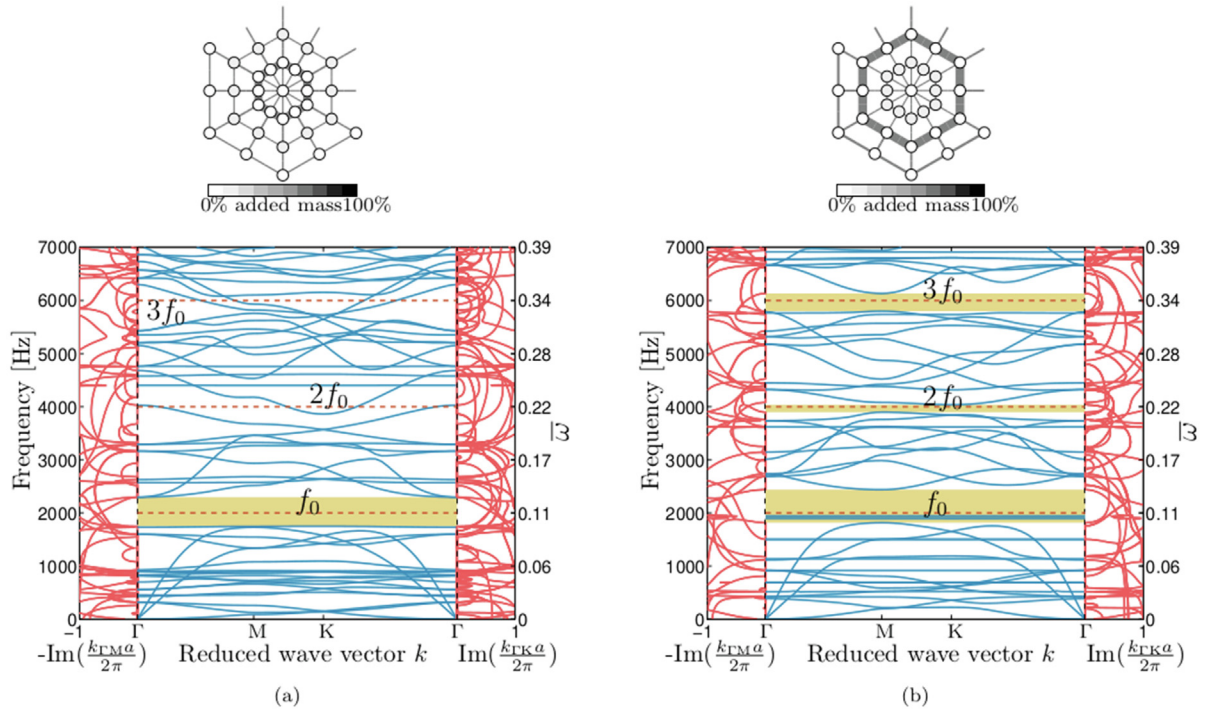 0% added mass100%
7000
6000
5000
4000
3000
2000
1000
0
Frequency [Hz]
3f₀
2f₀
f₀
0.39
0.34
0.28
0.22
0.17
0.11
0.06
0
ω̅
−1 Γ M K Γ 1
-Im(k_ΓM a/2π) Reduced wave vector k Im(k_ΓK a/2π)
(a)
0% added mass100%
7000
6000
5000
4000
3000
2000
1000
0
Frequency [Hz]
3f₀
2f₀
f₀
0.39
0.34
0.28
0.22
0.17
0.11
0.06
0
ω̅
−1 Γ M K Γ 1
-Im(k_ΓM a/2π) Reduced wave vector k Im(k_ΓK a/2π)
(b)